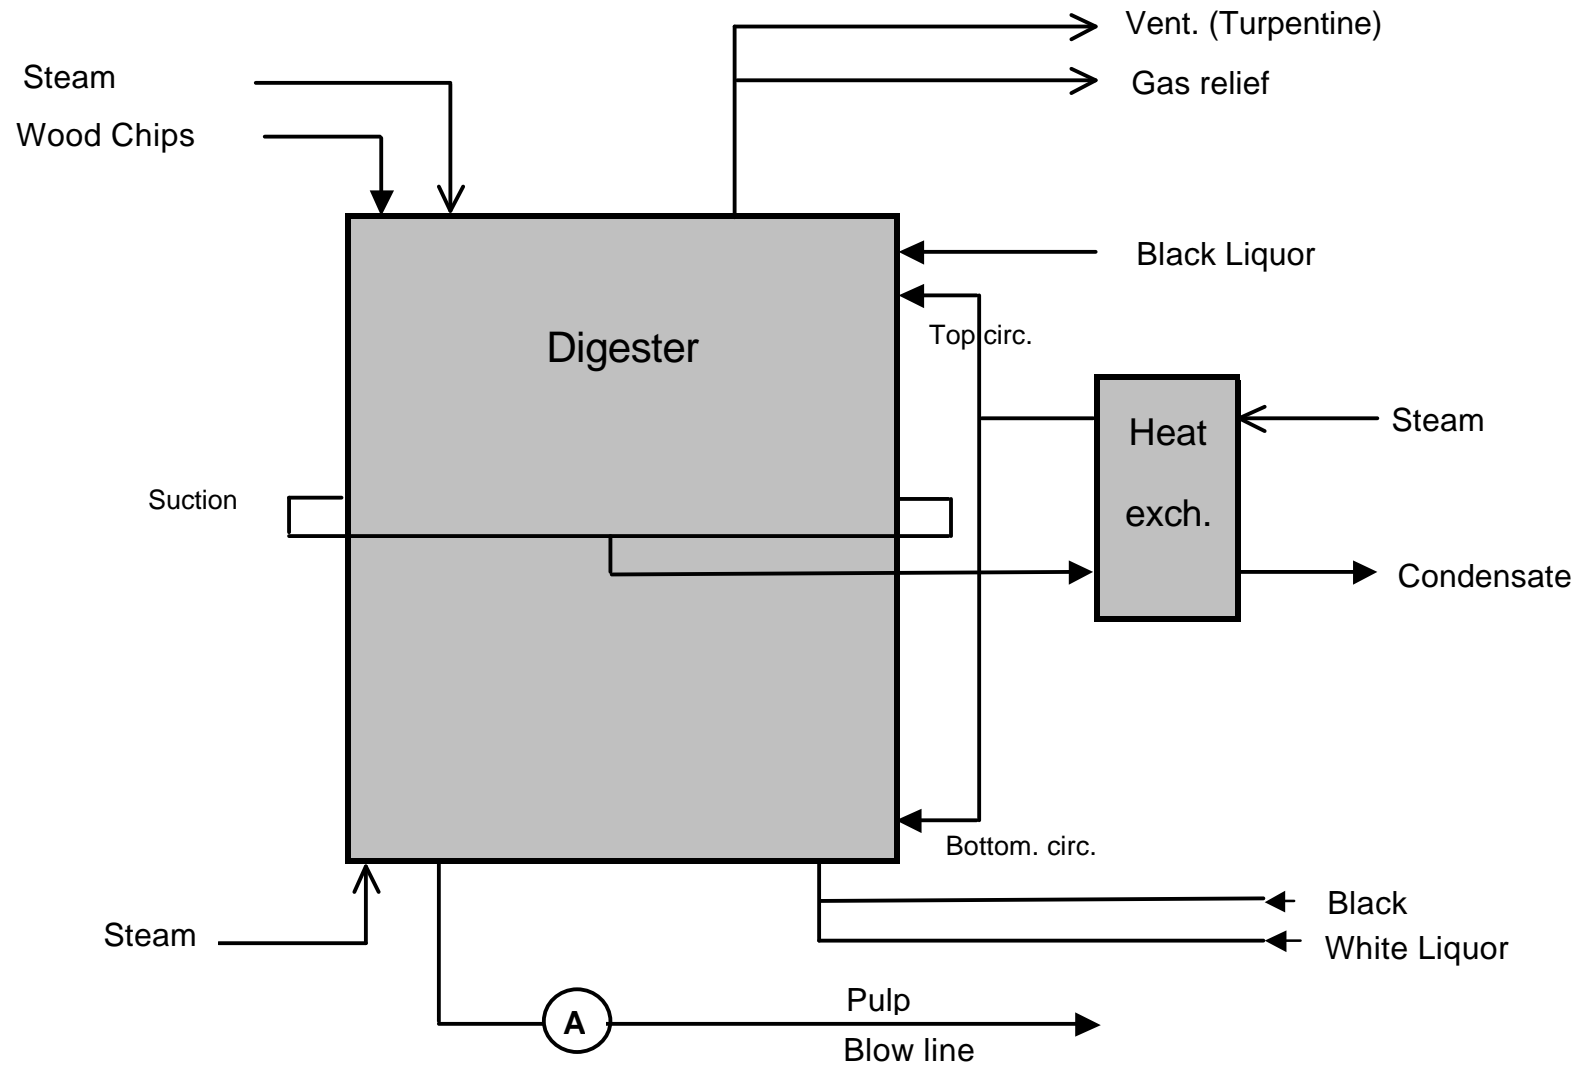 Vent. (Turpentine)
Steam
Gas relief
Wood Chips
Black Liquor
Digester
Top circ.
Heat
exch.
Steam
Suction
Condensate
Bottom. circ.
Black
Steam
White Liquor
Pulp
A
Blow line